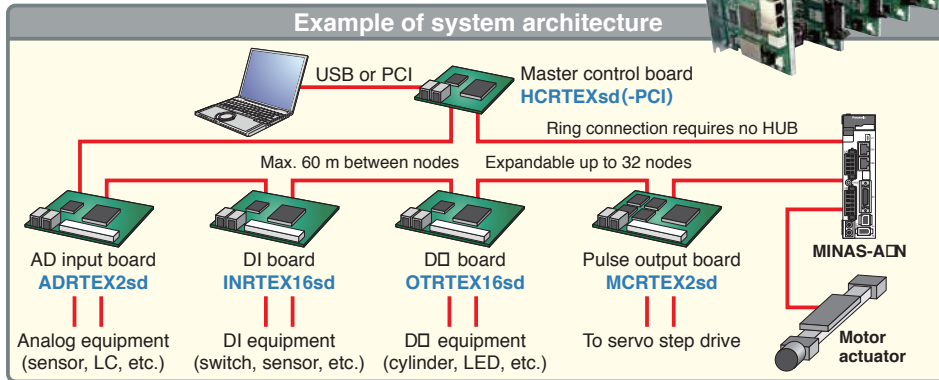 Example of system architecture
USB or PCI
Master control board
HCRTEXsd(-PCI)
Ring connection requires no HUB
Max. 60 m between nodes
Expandable up to 32 nodes
AD input board
ADRTEX2sd
DI board
INRTEX16sd
D□ board
OTRTEX16sd
Pulse output board
MCRTEX2sd
MINAS-A□N
Analog equipment
(sensor, LC, etc.)
DI equipment
(switch, sensor, etc.)
D□ equipment
(cylinder, LED, etc.)
To servo step drive
Motor
actuator